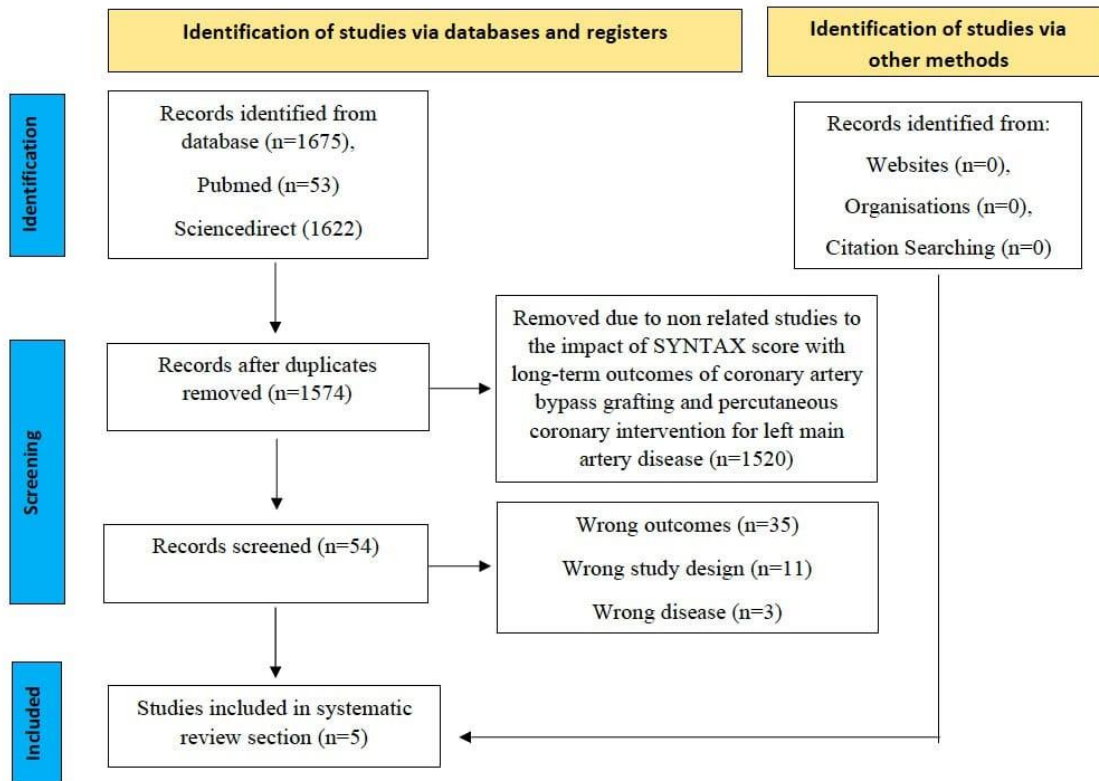 Identification of studies via databases and registers
Identification of studies via
other methods
Identification
Records identified from
database (n=1675),
Pubmed (n=53)
Sciencedirect (1622)
Records identified from:
Websites (n=0),
Organisations (n=0),
Citation Searching (n=0)
Screening
Records after duplicates
removed (n=1574)
Removed due to non related studies to
the impact of SYNTAX score with
long-term outcomes of coronary artery
bypass grafting and percutaneous
coronary intervention for left main
artery disease (n=1520)
Records screened (n=54)
Wrong outcomes (n=35)
Wrong study design (n=11)
Wrong disease (n=3)
Included
Studies included in systematic
review section (n=5)